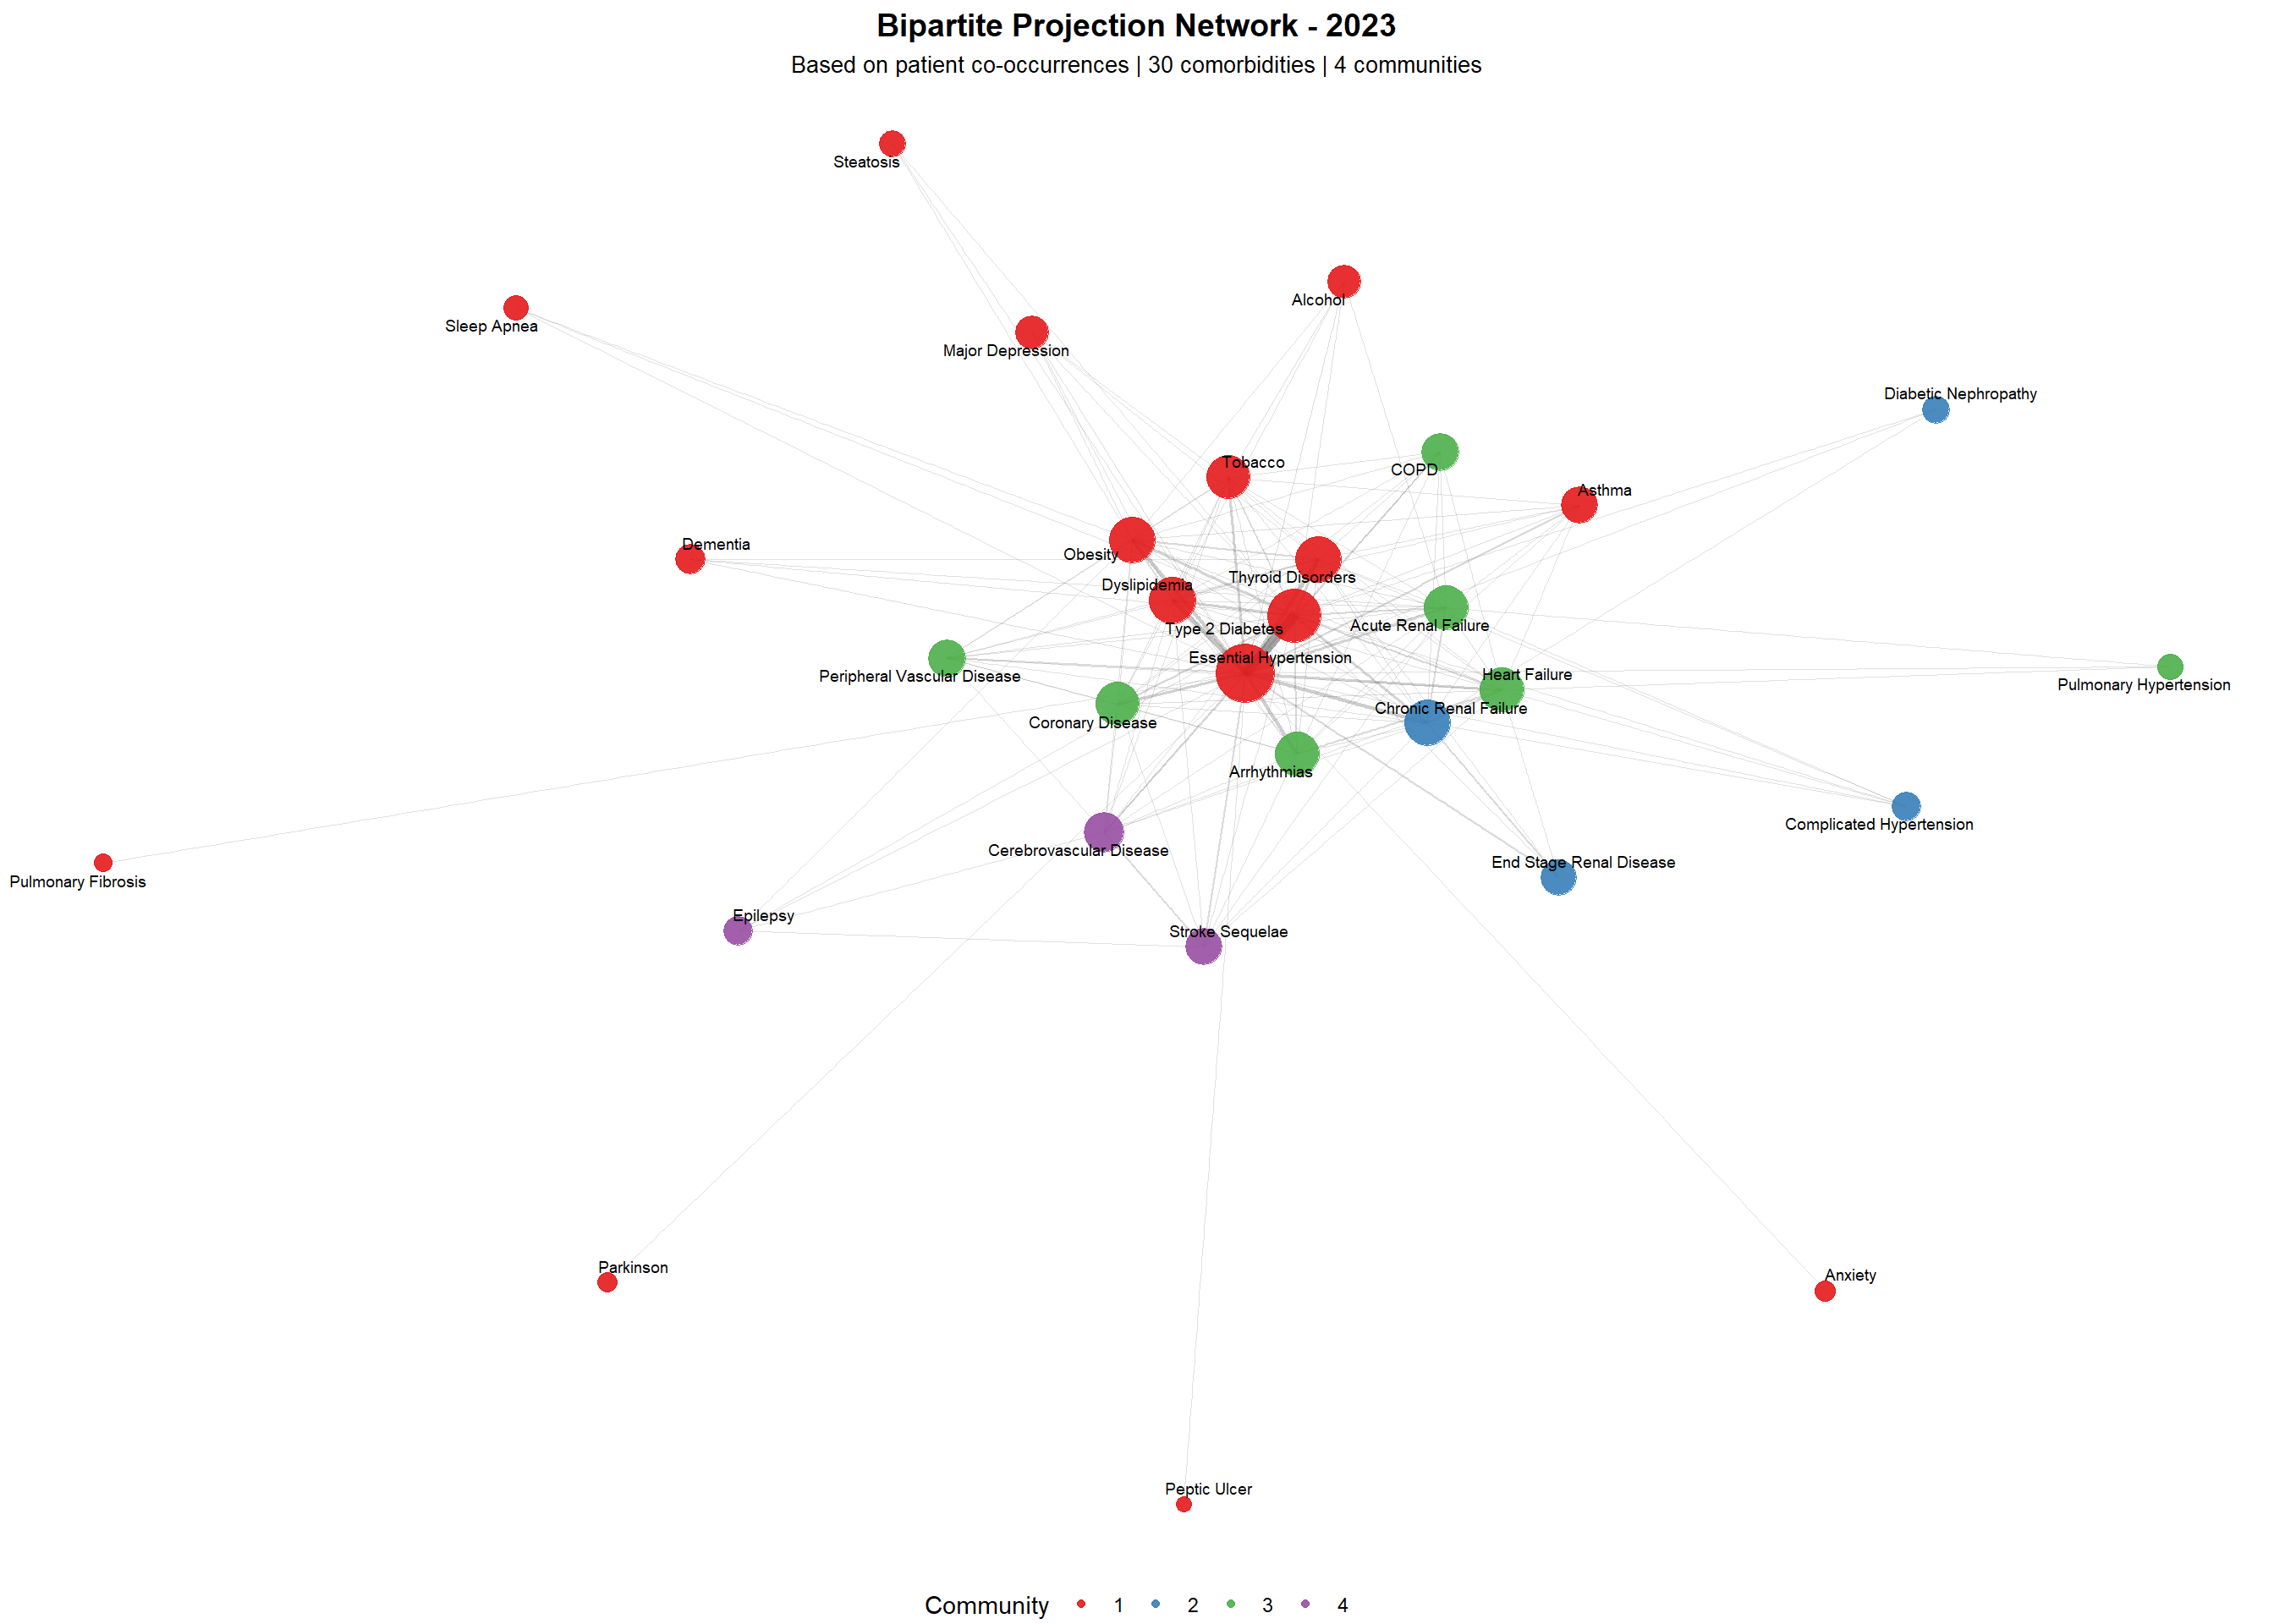 Bipartite Projection Network - 2023
Based on patient co-occurrences | 30 comorbidities | 4 communities
Steatosis
Alcohol
Sleep Apnea
Major Depression
Diabetic Nephropathy
Tobacco
COPD
Asthma
Dementia
Obesity
Thyroid Disorders
Dyslipidemia
Type 2 Diabetes
Acute Renal Failure
Essential Hypertension
Peripheral Vascular Disease
Heart Failure
Pulmonary Hypertension
Chronic Renal Failure
Coronary Disease
Arrhythmias
Complicated Hypertension
Cerebrovascular Disease
End Stage Renal Disease
Pulmonary Fibrosis
Epilepsy
Stroke Sequelae
Parkinson
Anxiety
Peptic Ulcer
Community 1 2 3 4